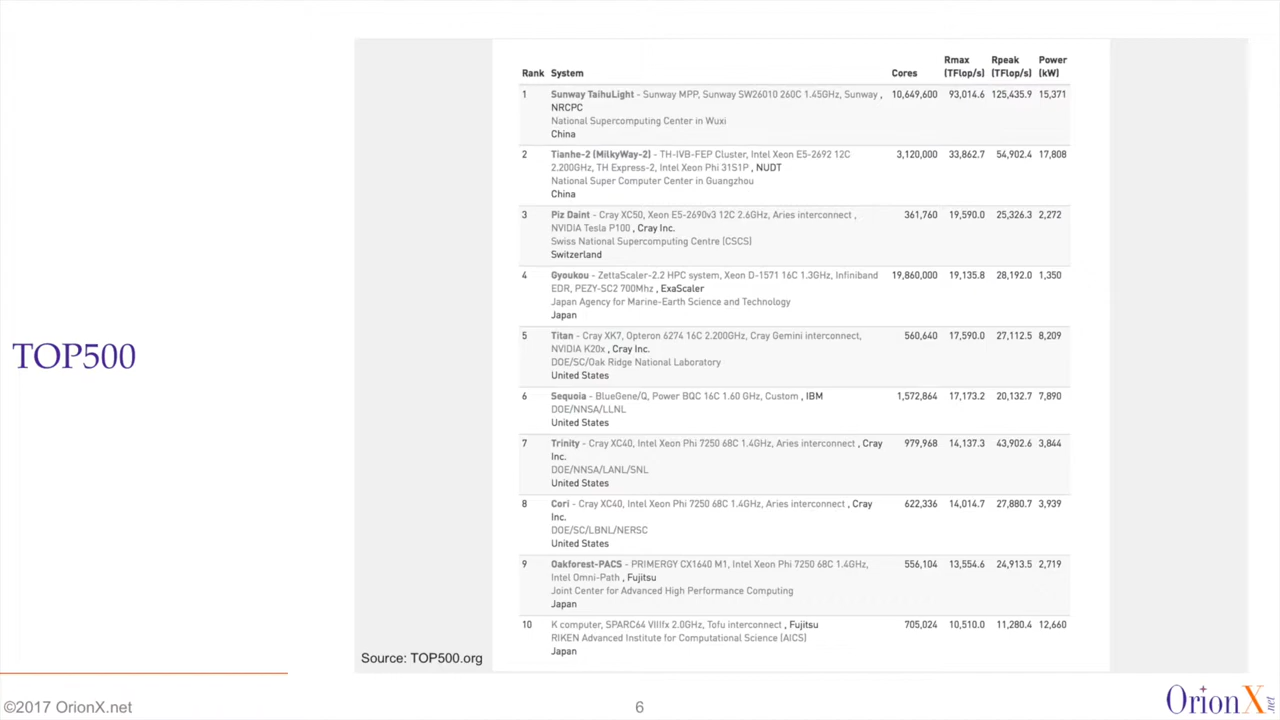 TOP500
Rank System Cores Rmax (TFlop/s) Rpeak (TFlop/s) Power (kW)
1 Sunway TaihuLight - Sunway MPP, Sunway SW26010 260C 1.45GHz, Sunway , 10,649,600 93,014.6 125,435.9 15,371
NRCPC
National Supercomputing Center in Wuxi
China
2 Tianhe-2 (MilkyWay-2) - TH-IVB-FEP Cluster, Intel Xeon E5-2692 12C 3,120,000 33,862.7 54,902.4 17,808
2.200GHz, TH Express-2, Intel Xeon Phi 31S1P , NUDT
National Super Computer Center in Guangzhou
China
3 Piz Daint - Cray XC50, Xeon E5-2690v3 12C 2.6GHz, Aries interconnect , 361,760 19,590.0 25,326.3 2,272
NVIDIA Tesla P100 , Cray Inc.
Swiss National Supercomputing Centre (CSCS)
Switzerland
4 Gyoukou - ZettaScaler-2.2 HPC system, Xeon D-1571 16C 1.3GHz, Infiniband 19,860,000 19,135.8 28,192.0 1,350
EDR, PEZY-SC2 700Mhz , ExaScaler
Japan Agency for Marine-Earth Science and Technology
Japan
5 Titan - Cray XK7, Opteron 6274 16C 2.200GHz, Cray Gemini interconnect, 560,640 17,590.0 27,112.5 8,209
NVIDIA K20x , Cray Inc.
DOE/SC/Oak Ridge National Laboratory
United States
6 Sequoia - BlueGene/Q, Power BQC 16C 1.60 GHz, Custom , IBM 1,572,864 17,173.2 20,132.7 7,890
DOE/NNSA/LLNL
United States
7 Trinity - Cray XC40, Intel Xeon Phi 7250 68C 1.4GHz, Aries interconnect , Cray 979,968 14,137.3 43,902.6 3,844
Inc.
DOE/NNSA/LANL/SNL
United States
8 Cori - Cray XC40, Intel Xeon Phi 7250 68C 1.4GHz, Aries interconnect , Cray 622,336 14,014.7 27,880.7 3,939
Inc.
DOE/SC/LBNL/NERSC
United States
9 Oakforest-PACS - PRIMERGY CX1640 M1, Intel Xeon Phi 7250 68C 1.4GHz, 556,104 13,554.6 24,913.5 2,719
Intel Omni-Path , Fujitsu
Joint Center for Advanced High Performance Computing
Japan
10 K computer, SPARC64 VIIIfx 2.0GHz, Tofu interconnect , Fujitsu 705,024 10,510.0 11,280.4 12,660
RIKEN Advanced Institute for Computational Science (AICS)
Japan
Source: TOP500.org
©2017 OrionX.net
6
OrionX.net